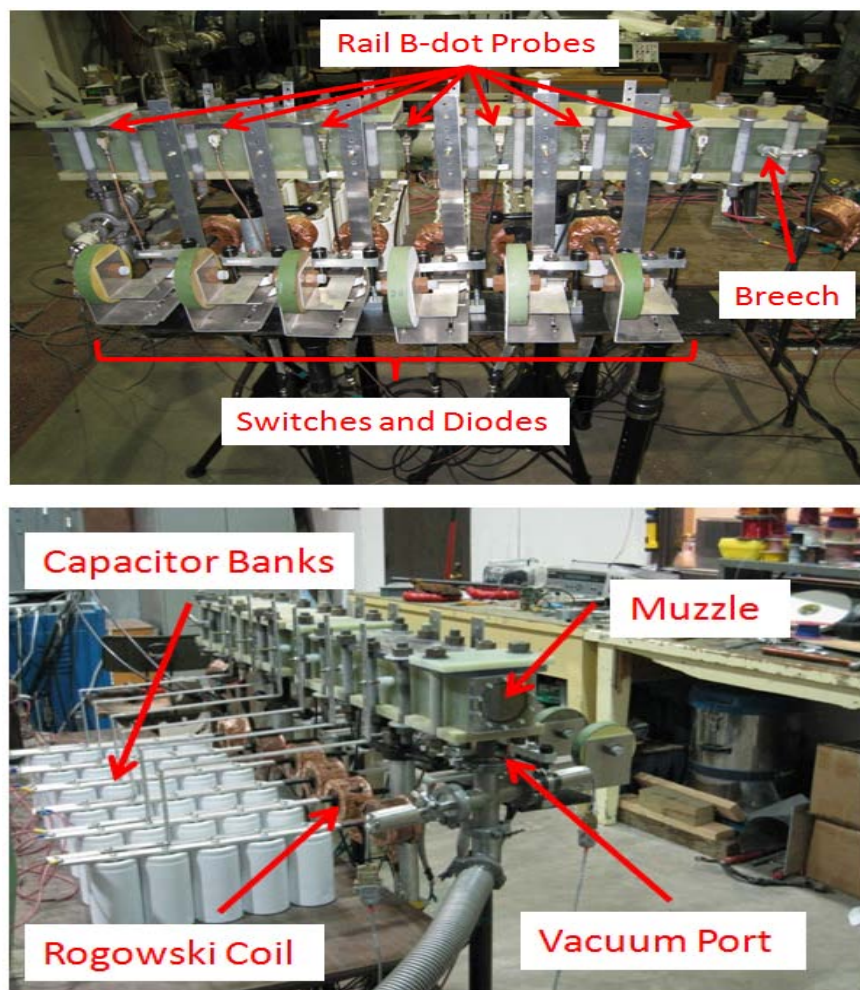 Rail B-dot Probes
Breech
Switches and Diodes
Capacitor Banks
Muzzle
Rogowski Coil
Vacuum Port